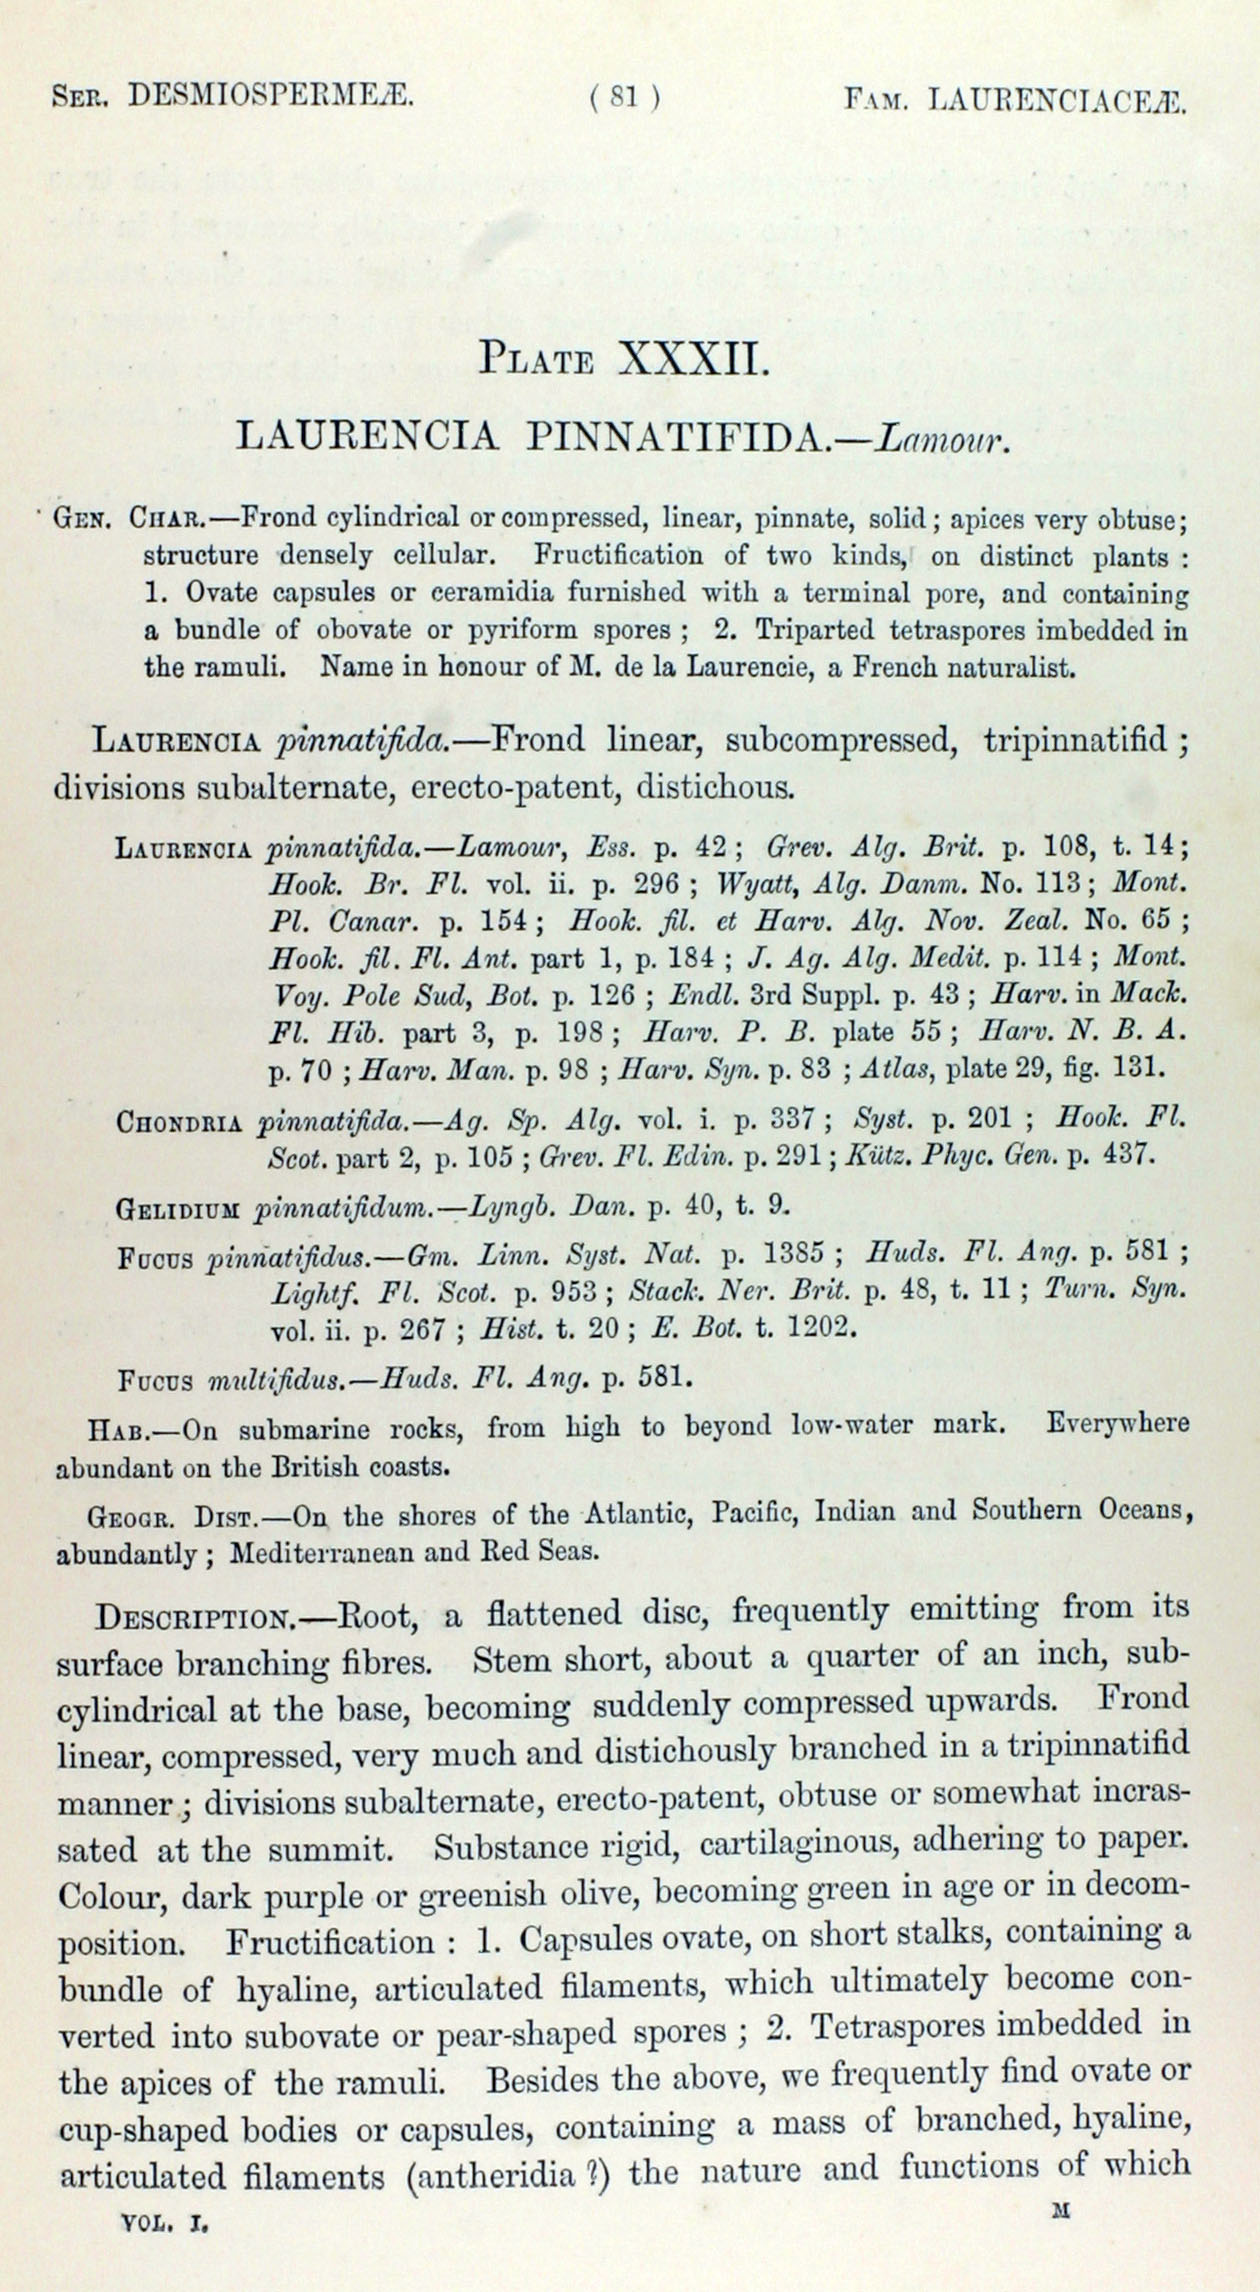 Ser. DESMIOSPERMEÆ. ( 81 ) Fam. LAURENCIACEÆ.
Plate XXXII.
LAURENCIA PINNATIFIDA.—Lamour.
Gen. Char.—Frond cylindrical or compressed, linear, pinnate, solid; apices very obtuse;
structure densely cellular. Fructification of two kinds, on distinct plants :
1. Ovate capsules or ceramidia furnished with a terminal pore, and containing
a bundle of obovate or pyriform spores ; 2. Triparted tetraspores imbedded in
the ramuli. Name in honour of M. de la Laurencie, a French naturalist.
Laurencia pinnatifida.—Frond linear, subcompressed, tripinnatifid ;
divisions subalternate, erecto-patent, distichous.
Laurencia pinnatifida.—Lamour, Ess. p. 42 ; Grev. Alg. Brit. p. 108, t. 14;
Hook. Br. Fl. vol. ii. p. 296 ; Wyatt, Alg. Danm. No. 113 ; Mont.
Pl. Canar. p. 154 ; Hook. fil. et Harv. Alg. Nov. Zeal. No. 65 ;
Hook. fil. Fl. Ant. part 1, p. 184 ; J. Ag. Alg. Medit. p. 114 ; Mont.
Voy. Pole Sud, Bot. p. 126 ; Endl. 3rd Suppl. p. 43 ; Harv. in Mack.
Fl. Hib. part 3, p. 198 ; Harv. P. B. plate 55 ; Harv. N. B. A.
p. 70 ; Harv. Man. p. 98 ; Harv. Syn. p. 83 ; Atlas, plate 29, fig. 131.
Chondria pinnatifida.—Ag. Sp. Alg. vol. i. p. 337 ; Syst. p. 201 ; Hook. Fl.
Scot. part 2, p. 105 ; Grev. Fl. Edin. p. 291 ; Kütz. Phyc. Gen. p. 437.
Gelidium pinnatifidum.—Lyngb. Dan. p. 40, t. 9.
Fucus pinnatifidus.—Gm. Linn. Syst. Nat. p. 1385 ; Huds. Fl. Ang. p. 581 ;
Lightf. Fl. Scot. p. 953 ; Stack. Ner. Brit. p. 48, t. 11 ; Turn. Syn.
vol. ii. p. 267 ; Hist. t. 20 ; E. Bot. t. 1202.
Fucus multifidus.—Huds. Fl. Ang. p. 581.
Hab.—On submarine rocks, from high to beyond low-water mark. Everywhere
abundant on the British coasts.
Geogr. Dist.—On the shores of the Atlantic, Pacific, Indian and Southern Oceans,
abundantly ; Mediterranean and Red Seas.
Description.—Root, a flattened disc, frequently emitting from its
surface branching fibres. Stem short, about a quarter of an inch, sub-
cylindrical at the base, becoming suddenly compressed upwards. Frond
linear, compressed, very much and distichously branched in a tripinnatifid
manner ; divisions subalternate, erecto-patent, obtuse or somewhat incras-
sated at the summit. Substance rigid, cartilaginous, adhering to paper.
Colour, dark purple or greenish olive, becoming green in age or in decom-
position. Fructification : 1. Capsules ovate, on short stalks, containing a
bundle of hyaline, articulated filaments, which ultimately become con-
verted into subovate or pear-shaped spores ; 2. Tetraspores imbedded in
the apices of the ramuli. Besides the above, we frequently find ovate or
cup-shaped bodies or capsules, containing a mass of branched, hyaline,
articulated filaments (antheridia ?) the nature and functions of which
VOL. I. M